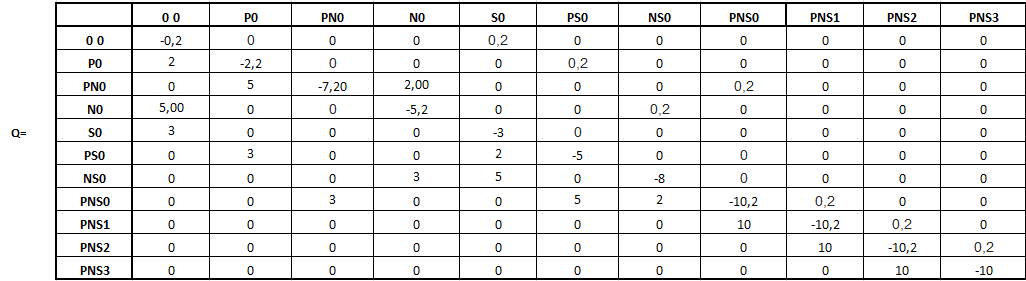 0 0 P0 PN0 N0 S0 PS0 NS0 PNS0 PNS1 PNS2 PNS3
0 0 -0,2 0 0 0 0,2 0 0 0 0 0 0
P0 2 -2,2 0 0 0 0,2 0 0 0 0 0
PN0 0 5 -7,20 2,00 0 0 0 0,2 0 0 0
N0 5,00 0 0 -5,2 0 0 0,2 0 0 0 0
Q= S0 3 0 0 0 -3 0 0 0 0 0 0
PS0 0 3 0 0 2 -5 0 0 0 0 0
NS0 0 0 0 3 5 0 -8 0 0 0 0
PNS0 0 0 3 0 0 5 2 -10,2 0,2 0 0
PNS1 0 0 0 0 0 0 0 10 -10,2 0,2 0
PNS2 0 0 0 0 0 0 0 0 10 -10,2 0,2
PNS3 0 0 0 0 0 0 0 0 0 10 -10